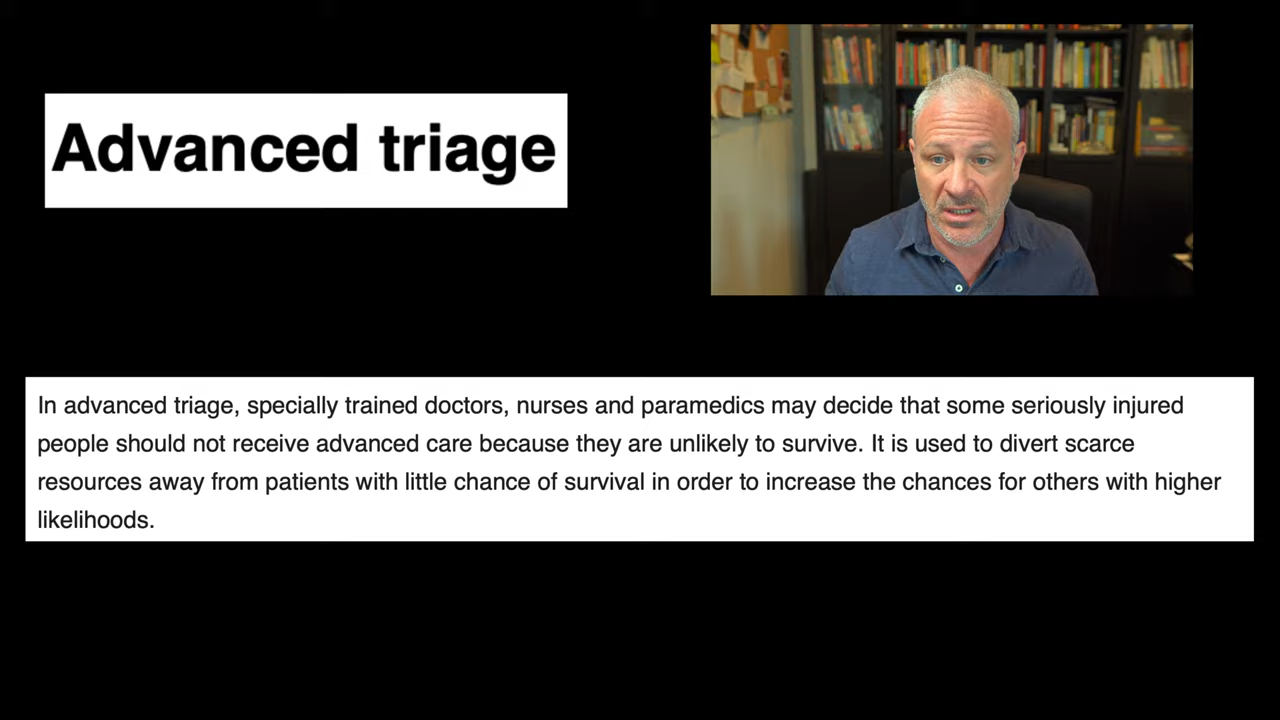 Advanced triage
In advanced triage, specially trained doctors, nurses and paramedics may decide that some seriously injured
people should not receive advanced care because they are unlikely to survive. It is used to divert scarce
resources away from patients with little chance of survival in order to increase the chances for others with higher
likelihoods.